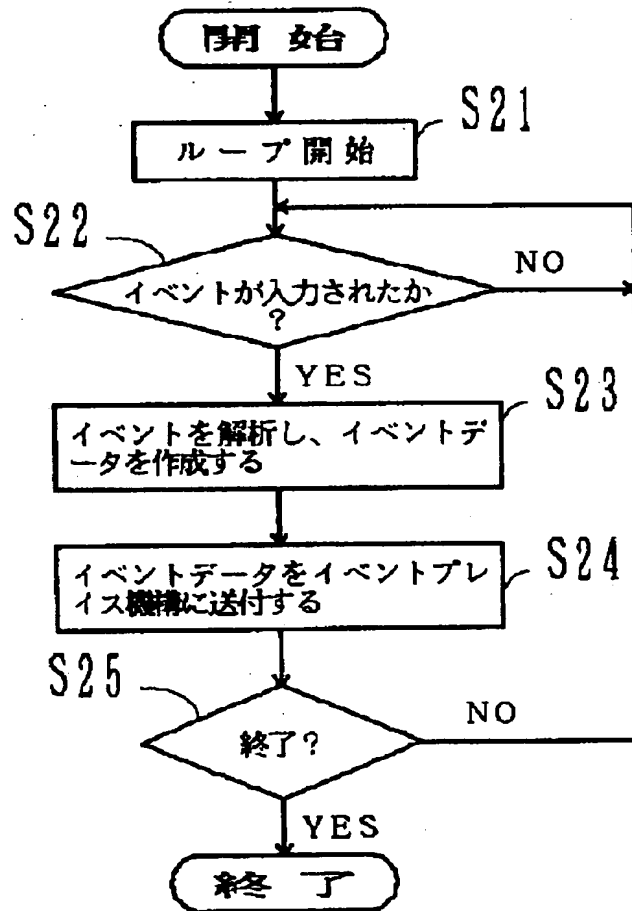 開始
S21
ループ開始
S22
NO
イベントが入力されたか
?
YES
S23
イベントを解析し、イベントデ
ータを作成する
S24
イベントデータをイベントプレ
イス機構に送付する
S25
NO
終了?
YES
終了